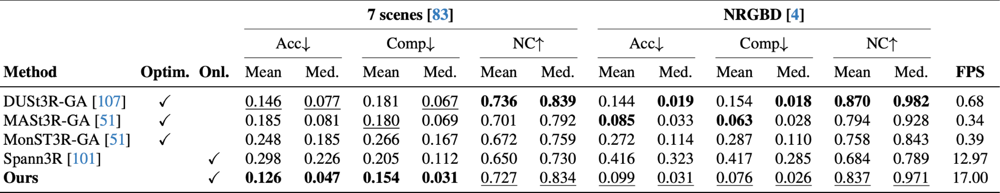 7 scenes [83] NRGBD [4]
Acc↓ Comp↓ NC↑ Acc↓ Comp↓ NC↑
Method Optim. Onl. Mean Med. Mean Med. Mean Med. Mean Med. Mean Med. Mean Med. FPS
DUSt3R-GA [107] ✓ 0.146 0.077 0.181 0.067 0.736 0.839 0.144 0.019 0.154 0.018 0.870 0.982 0.68
MASt3R-GA [51] ✓ 0.185 0.081 0.180 0.069 0.701 0.792 0.085 0.033 0.063 0.028 0.794 0.928 0.34
MonST3R-GA [51] ✓ 0.248 0.185 0.266 0.167 0.672 0.759 0.272 0.114 0.287 0.110 0.758 0.843 0.39
Spann3R [101] ✓ 0.298 0.226 0.205 0.112 0.650 0.730 0.416 0.323 0.417 0.285 0.684 0.789 12.97
Ours ✓ 0.126 0.047 0.154 0.031 0.727 0.834 0.099 0.031 0.076 0.026 0.837 0.971 17.00